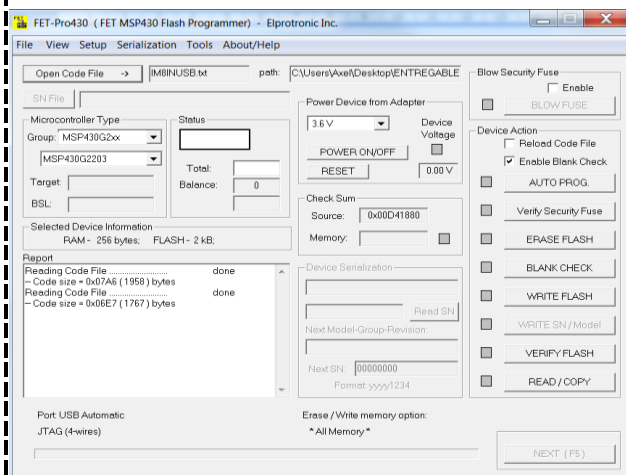 FET-Pro430 ( FET MSP430 Flash Programmer) - Elprotronic Inc.
File View Setup Serialization Tools About/Help
Open Code File -> IM8INUSB.txt path: C:\Users\Axel\Desktop\ENTREGABLE
SN File
Microcontroller Type
Group: MSP430G2xx
MSP430G2203
Target:
BSL:
Status
Total:
Balance: 0
Selected Device Information
RAM - 256 bytes; FLASH - 2 kB;
Report
Reading Code File ........................ done
-- Code size = 0x07A6 ( 1958 ) bytes
Reading Code File ........................ done
-- Code size = 0x06E7 ( 1767 ) bytes
Power Device from Adapter
3.6 V
Device
Voltage
POWER ON/OFF
RESET 0.00 V
Check Sum
Source: 0x00D41880
Memory:
Device Serialization
Read SN
Next Model-Group-Revision:
Next SN: 00000000
Format: yyyy1234
Blow Security Fuse
Enable
BLOW FUSE
Device Action
Reload Code File
Enable Blank Check
AUTO PROG.
Verify Security Fuse
ERASE FLASH
BLANK CHECK
WRITE FLASH
WRITE SN / Model
VERIFY FLASH
READ / COPY
Port: USB Automatic
JTAG (4-wires)
Erase / Write memory option:
* All Memory *
NEXT ( F5 )